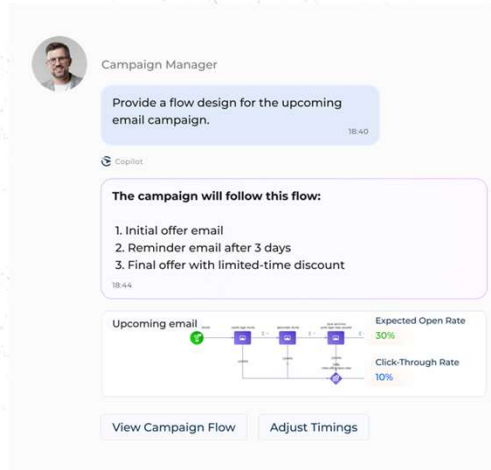 Campaign Manager
Provide a flow design for the upcoming
email campaign.
18:40
Copilot
The campaign will follow this flow:
1. Initial offer email
2. Reminder email after 3 days
3. Final offer with limited-time discount
18:44
Upcoming email
Expected Open Rate
30%
Click-Through Rate
10%
View Campaign Flow
Adjust Timings